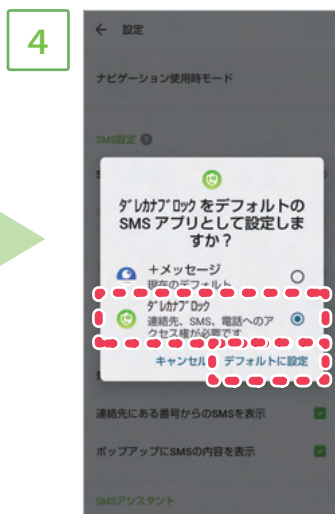 4
← 設定
ナビゲーション使用時モード
SMS設定 ?
S
ﾀﾞﾚｶﾅﾌﾞﾛｯｸ をデフォルトの
SMS アプリとして設定しま
すか？
＋メッセージ
現在のデフォルト
ﾀﾞﾚｶﾅﾌﾞﾛｯｸ
連絡先、SMS、電話へのア
クセス権が必要です
キャンセル デフォルトに設定
連絡先にある番号からのSMSを表示
ポップアップにSMSの内容を表示
SMSアシスタント